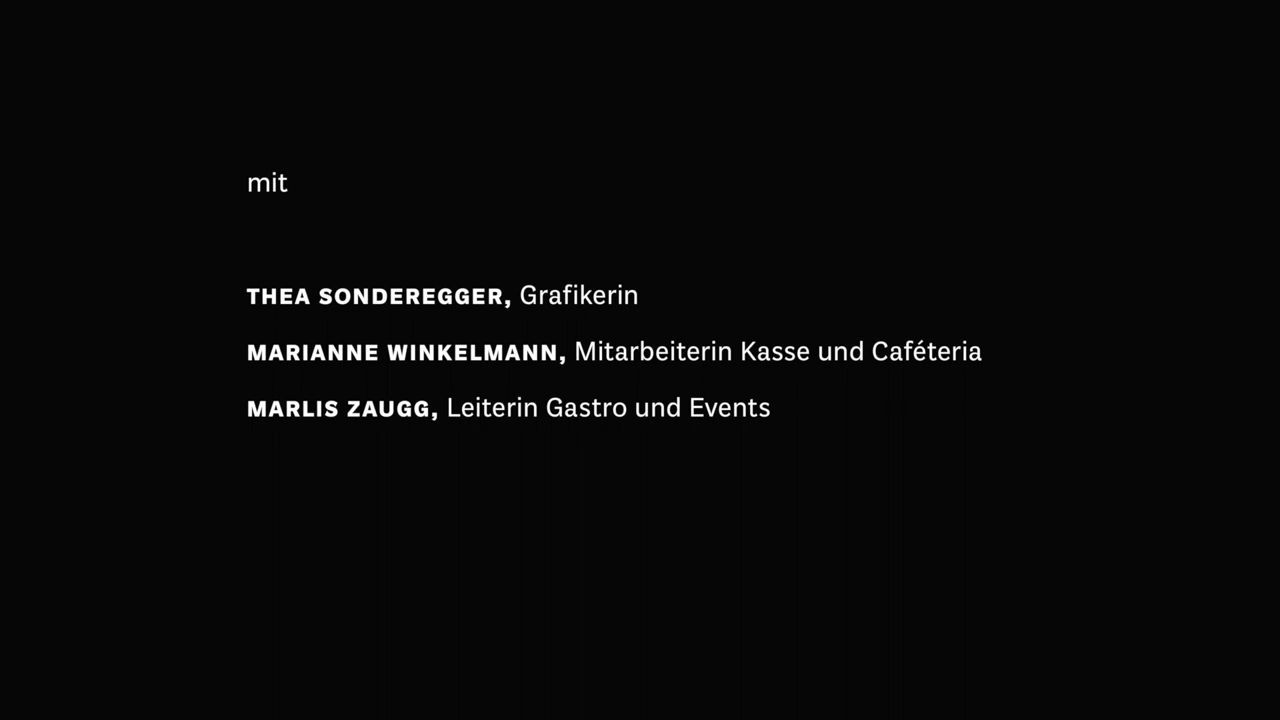 mit
THEA SONDEREGGER, Grafikerin
MARIANNE WINKELMANN, Mitarbeiterin Kasse und Caféteria
MARLIS ZAUGG, Leiterin Gastro und Events